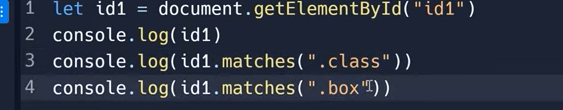 1 let id1 = document.getElementById("id1")
2 console.log(id1)
3 console.log(id1.matches(".class"))
4 console.log(id1.matches(".box"))